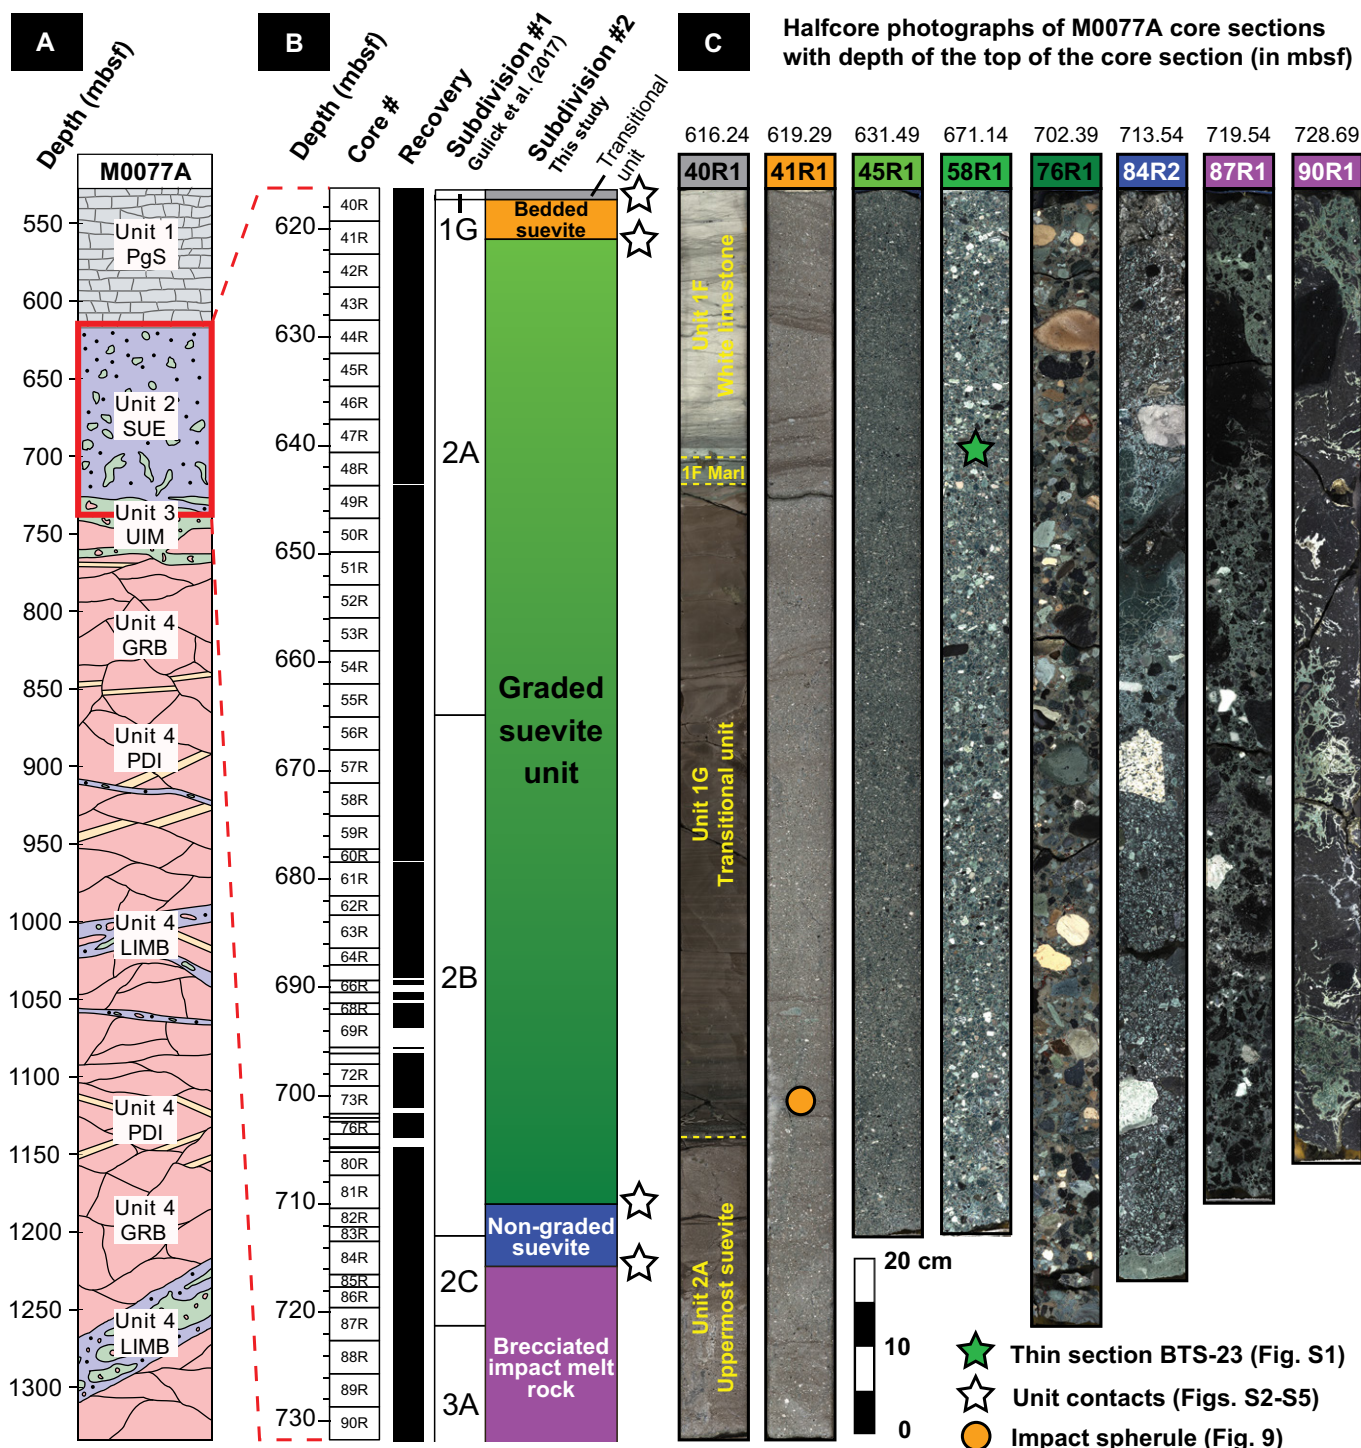 A
Depth (mbsf)
M0077A
550
600
650
700
750
800
850
900
950
1000
1050
1100
1150
1200
1250
1300
Unit 1
PgS
Unit 2
SUE
Unit 3
UIM
Unit 4
GRB
Unit 4
PDI
Unit 4
LIMB
Unit 4
PDI
Unit 4
GRB
Unit 4
LIMB
B
Depth (mbsf)
Core #
Recovery
Subdivision #1
Gulick et al. (2017)
Subdivision #2
This study
Transitional
unit
620
630
640
650
660
670
680
690
700
710
720
730
40R
41R
42R
43R
44R
45R
46R
47R
48R
49R
50R
51R
52R
53R
54R
55R
56R
57R
58R
59R
60R
61R
62R
63R
64R
66R
68R
69R
72R
73R
76R
80R
81R
82R
83R
84R
85R
86R
87R
88R
89R
90R
1G
2A
2B
2C
3A
Bedded
suevite
Graded
suevite
unit
Non-graded
suevite
Brecciated
impact melt
rock
C
Halfcore photographs of M0077A core sections
with depth of the top of the core section (in mbsf)
616.24 619.29 631.49 671.14 702.39 713.54 719.54 728.69
40R1 41R1 45R1 58R1 76R1 84R2 87R1 90R1
Unit 1F
White limestone
1F Marl
Unit 1G
Transitional unit
Unit 2A
Uppermost suevite
20 cm
10
0
Thin section BTS-23 (Fig. S1)
Unit contacts (Figs. S2-S5)
Impact spherule (Fig. 9)